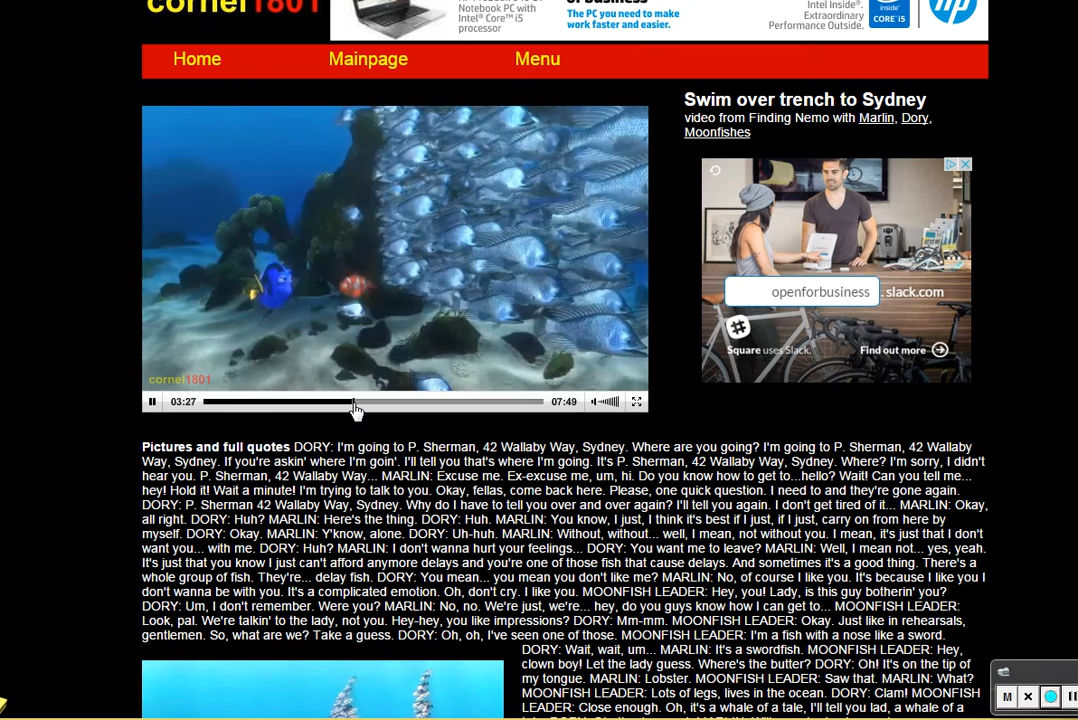 cornel1801
Notebook PC with
Intel® Core™ i5
processor
The PC you need to make
work faster and easier.
Intel Inside®.
Extraordinary
Performance Outside.
inside™
CORE i5
hp
Home Mainpage Menu
Swim over trench to Sydney
video from Finding Nemo with Marlin, Dory,
Moonfishes
openforbusiness .slack.com
Square uses Slack. Find out more
cornel1801
03:27 07:49
Pictures and full quotes DORY: I'm going to P. Sherman, 42 Wallaby Way, Sydney. Where are you going? I'm going to P. Sherman, 42 Wallaby
Way, Sydney. If you're askin' where I'm goin'. I'll tell you that's where I'm going. It's P. Sherman, 42 Wallaby Way, Sydney. Where? I'm sorry, I didn't
hear you. P. Sherman, 42 Wallaby Way... MARLIN: Excuse me. Ex-excuse me, um, hi. Do you know how to get to...hello? Wait! Can you tell me...
hey! Hold it! Wait a minute! I'm trying to talk to you. Okay, fellas, come back here. Please, one quick question. I need to and they're gone again.
DORY: P. Sherman 42 Wallaby Way, Sydney. Why do I have to tell you over and over again? I'll tell you again. I don't get tired of it... MARLIN: Okay,
all right. DORY: Huh? MARLIN: Here's the thing. DORY: Huh. MARLIN: You know, I just, I think it's best if I just, if I just, carry on from here by
myself. DORY: Okay. MARLIN: Y'know, alone. DORY: Uh-huh. MARLIN: Without, without... well, I mean, not without you. I mean, it's just that I don't
want you... with me. DORY: Huh? MARLIN: I don't wanna hurt your feelings... DORY: You want me to leave? MARLIN: Well, I mean not... yes, yeah.
It's just that you know I just can't afford anymore delays and you're one of those fish that cause delays. And sometimes it's a good thing. There's a
whole group of fish. They're... delay fish. DORY: You mean... you mean you don't like me? MARLIN: No, of course I like you. It's because I like you I
don't wanna be with you. It's a complicated emotion. Oh, don't cry. I like you. MOONFISH LEADER: Hey, you! Lady, is this guy botherin' you?
DORY: Um, I don't remember. Were you? MARLIN: No, no. We're just, we're... hey, do you guys know how I can get to... MOONFISH LEADER:
Look, pal. We're talkin' to the lady, not you. Hey-hey, you like impressions? DORY: Mm-mm. MOONFISH LEADER: Okay. Just like in rehearsals,
gentlemen. So, what are we? Take a guess. DORY: Oh, oh, I've seen one of those. MOONFISH LEADER: I'm a fish with a nose like a sword.
DORY: Wait, wait, um... MARLIN: It's a swordfish. MOONFISH LEADER: Hey,
clown boy! Let the lady guess. Where's the butter? DORY: Oh! It's on the tip of
my tongue. MARLIN: Lobster. MOONFISH LEADER: Saw that. MARLIN: What?
MOONFISH LEADER: Lots of legs, lives in the ocean. DORY: Clam! MOONFISH
LEADER: Close enough. Oh, it's a whale of a tale, I'll tell you lad, a whale of a
M